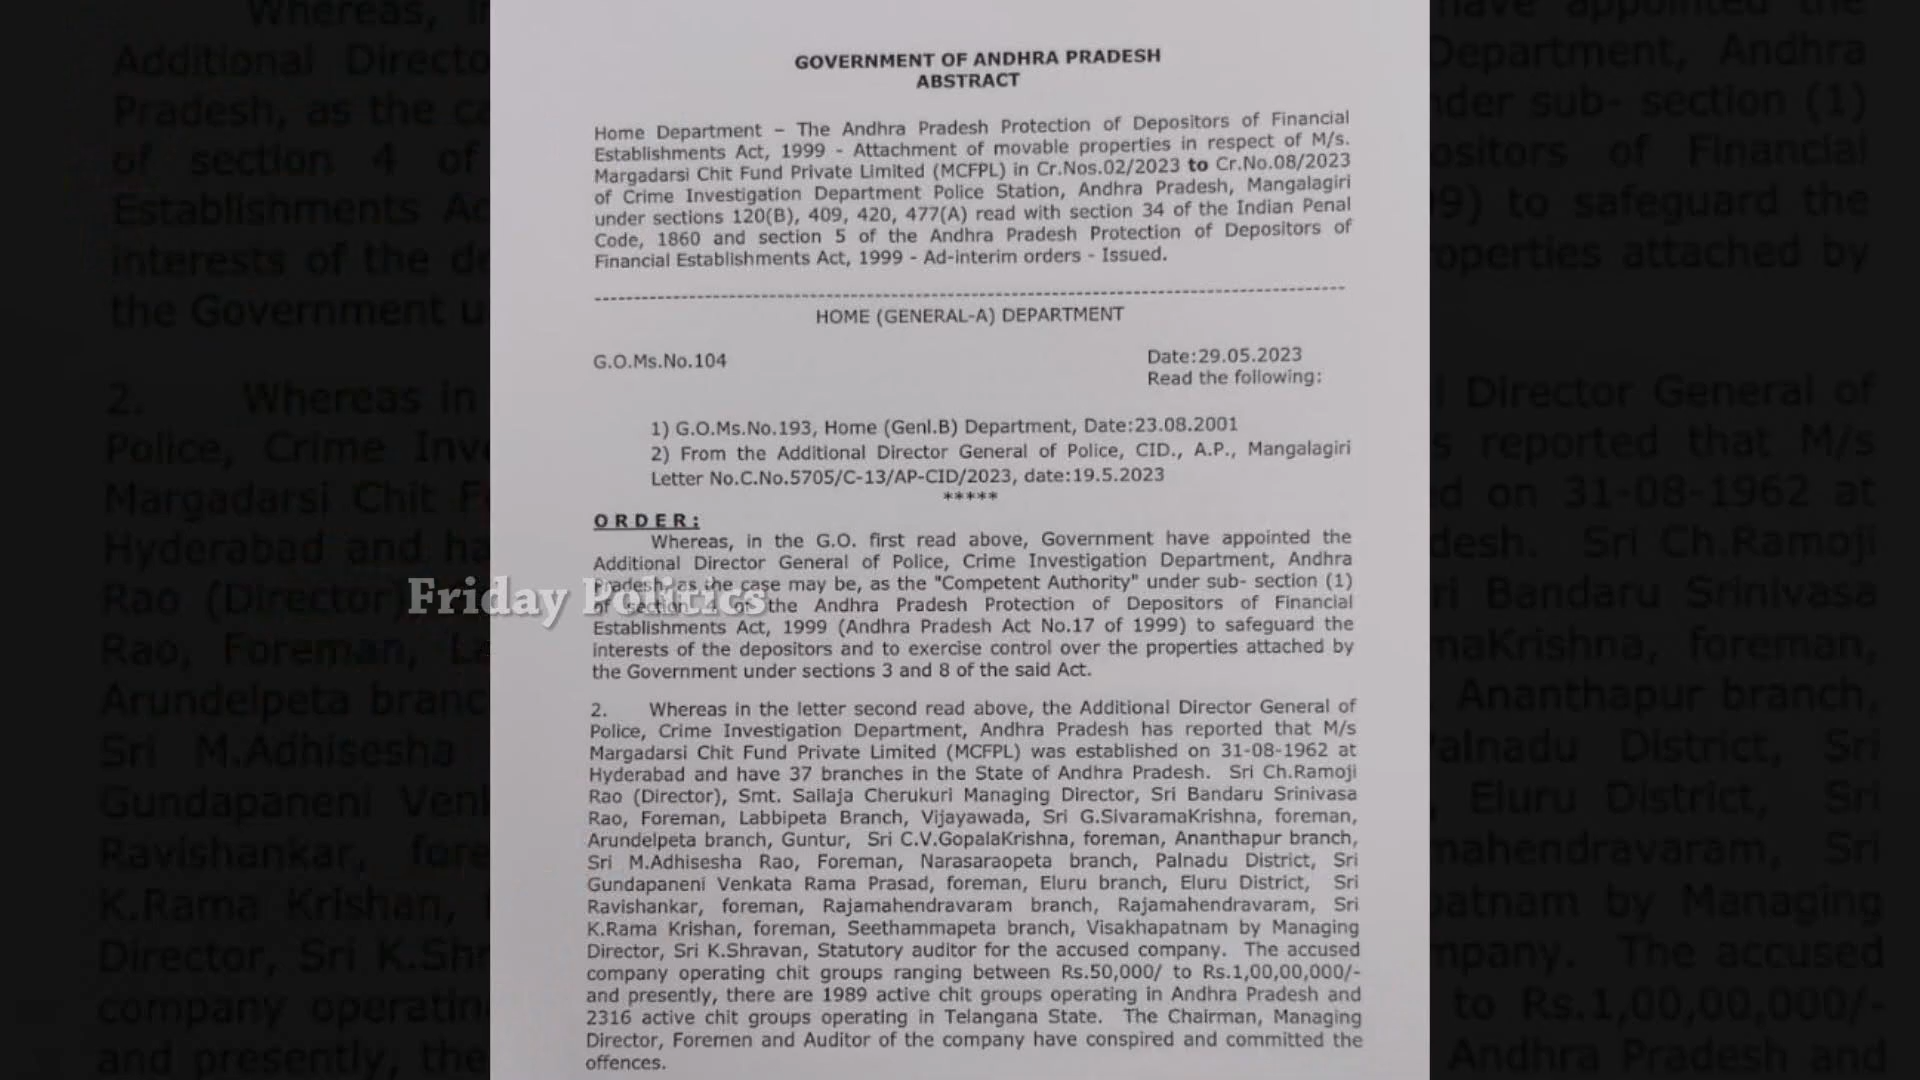 GOVERNMENT OF ANDHRA PRADESH
ABSTRACT
Home Department – The Andhra Pradesh Protection of Depositors of Financial
Establishments Act, 1999 - Attachment of movable properties in respect of M/s.
Margadarsi Chit Fund Private Limited (MCFPL) in Cr.Nos.02/2023 to Cr.No.08/2023
of Crime Investigation Department Police Station, Andhra Pradesh, Mangalagiri
under sections 120(B), 409, 420, 477(A) read with section 34 of the Indian Penal
Code, 1860 and section 5 of the Andhra Pradesh Protection of Depositors of
Financial Establishments Act, 1999 - Ad-interim orders - Issued.
HOME (GENERAL-A) DEPARTMENT
G.O.Ms.No.104
Date:29.05.2023
Read the following:
1) G.O.Ms.No.193, Home (Genl.B) Department, Date:23.08.2001
2) From the Additional Director General of Police, CID., A.P., Mangalagiri
Letter No.C.No.5705/C-13/AP-CID/2023, date:19.5.2023
*****
ORDER:
Whereas, in the G.O. first read above, Government have appointed the
Additional Director General of Police, Crime Investigation Department, Andhra
Pradesh, as the case may be, as the "Competent Authority" under sub- section (1)
of section 4 of the Andhra Pradesh Protection of Depositors of Financial
Establishments Act, 1999 (Andhra Pradesh Act No.17 of 1999) to safeguard the
interests of the depositors and to exercise control over the properties attached by
the Government under sections 3 and 8 of the said Act.
2. Whereas in the letter second read above, the Additional Director General of
Police, Crime Investigation Department, Andhra Pradesh has reported that M/s
Margadarsi Chit Fund Private Limited (MCFPL) was established on 31-08-1962 at
Hyderabad and have 37 branches in the State of Andhra Pradesh. Sri Ch.Ramoji
Rao (Director), Smt. Sailaja Cherukuri Managing Director, Sri Bandaru Srinivasa
Rao, Foreman, Labbipeta Branch, Vijayawada, Sri G.SivaramaKrishna, foreman,
Arundelpeta branch, Guntur, Sri C.V.GopalaKrishna, foreman, Ananthapur branch,
Sri M.Adhisesha Rao, Foreman, Narasaraopeta branch, Palnadu District, Sri
Gundapaneni Venkata Rama Prasad, foreman, Eluru branch, Eluru District, Sri
Ravishankar, foreman, Rajamahendravaram branch, Rajamahendravaram, Sri
K.Rama Krishan, foreman, Seethammapeta branch, Visakhapatnam by Managing
Director, Sri K.Shravan, Statutory auditor for the accused company. The accused
company operating chit groups ranging between Rs.50,000/ to Rs.1,00,00,000/-
and presently, there are 1989 active chit groups operating in Andhra Pradesh and
2316 active chit groups operating in Telangana State. The Chairman, Managing
Director, Foremen and Auditor of the company have conspired and committed the
offences.
Friday Politics